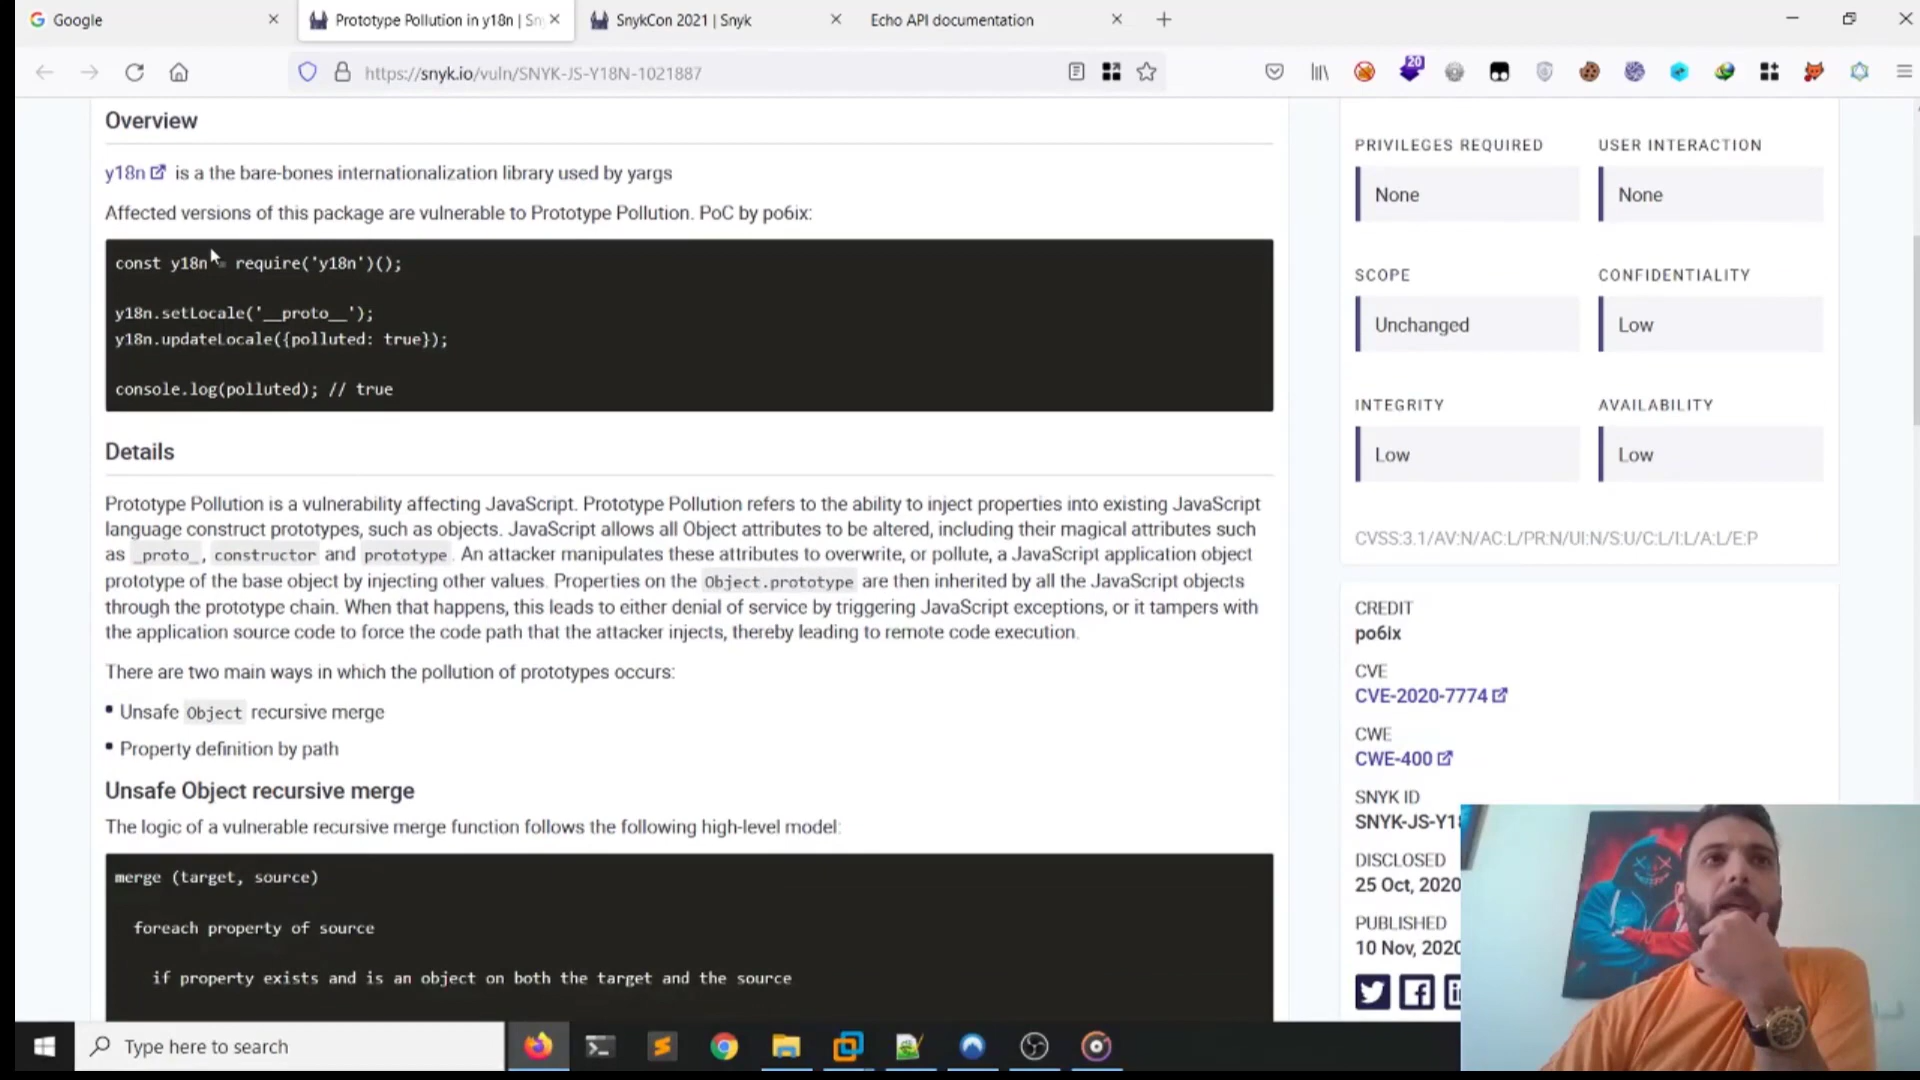 Google
Prototype Pollution in y18n | Sn
SnykCon 2021 | Snyk
Echo API documentation
https://snyk.io/vuln/SNYK-JS-Y18N-1021887
20
Overview
y18n is a the bare-bones internationalization library used by yargs
Affected versions of this package are vulnerable to Prototype Pollution. PoC by po6ix:
const y18n = require('y18n')();
y18n.setLocale('__proto__');
y18n.updateLocale({polluted: true});
console.log(polluted); // true
Details
Prototype Pollution is a vulnerability affecting JavaScript. Prototype Pollution refers to the ability to inject properties into existing JavaScript
language construct prototypes, such as objects. JavaScript allows all Object attributes to be altered, including their magical attributes such
as _proto_, constructor and prototype. An attacker manipulates these attributes to overwrite, or pollute, a JavaScript application object
prototype of the base object by injecting other values. Properties on the Object.prototype are then inherited by all the JavaScript objects
through the prototype chain. When that happens, this leads to either denial of service by triggering JavaScript exceptions, or it tampers with
the application source code to force the code path that the attacker injects, thereby leading to remote code execution.
There are two main ways in which the pollution of prototypes occurs:
• Unsafe Object recursive merge
• Property definition by path
Unsafe Object recursive merge
The logic of a vulnerable recursive merge function follows the following high-level model:
merge (target, source)
foreach property of source
if property exists and is an object on both the target and the source
PRIVILEGES REQUIRED
None
USER INTERACTION
None
SCOPE
Unchanged
CONFIDENTIALITY
Low
INTEGRITY
Low
AVAILABILITY
Low
CVSS:3.1/AV:N/AC:L/PR:N/UI:N/S:U/C:L/I:L/A:L/E:P
CREDIT
po6ix
CVE
CVE-2020-7774
CWE
CWE-400
SNYK ID
SNYK-JS-Y1
DISCLOSED
25 Oct, 2020
PUBLISHED
10 Nov, 2020
Type here to search